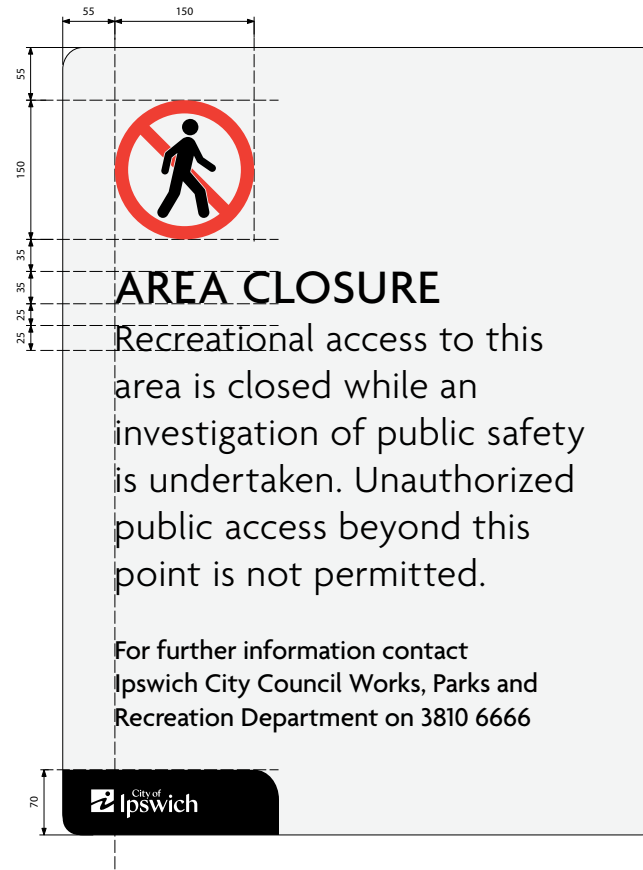 55
150
55
150
35
35
25
25
AREA CLOSURE
Recreational access to this
area is closed while an
investigation of public safety
is undertaken. Unauthorized
public access beyond this
point is not permitted.
For further information contact
Ipswich City Council Works, Parks and
Recreation Department on 3810 6666
70
City of
Ipswich